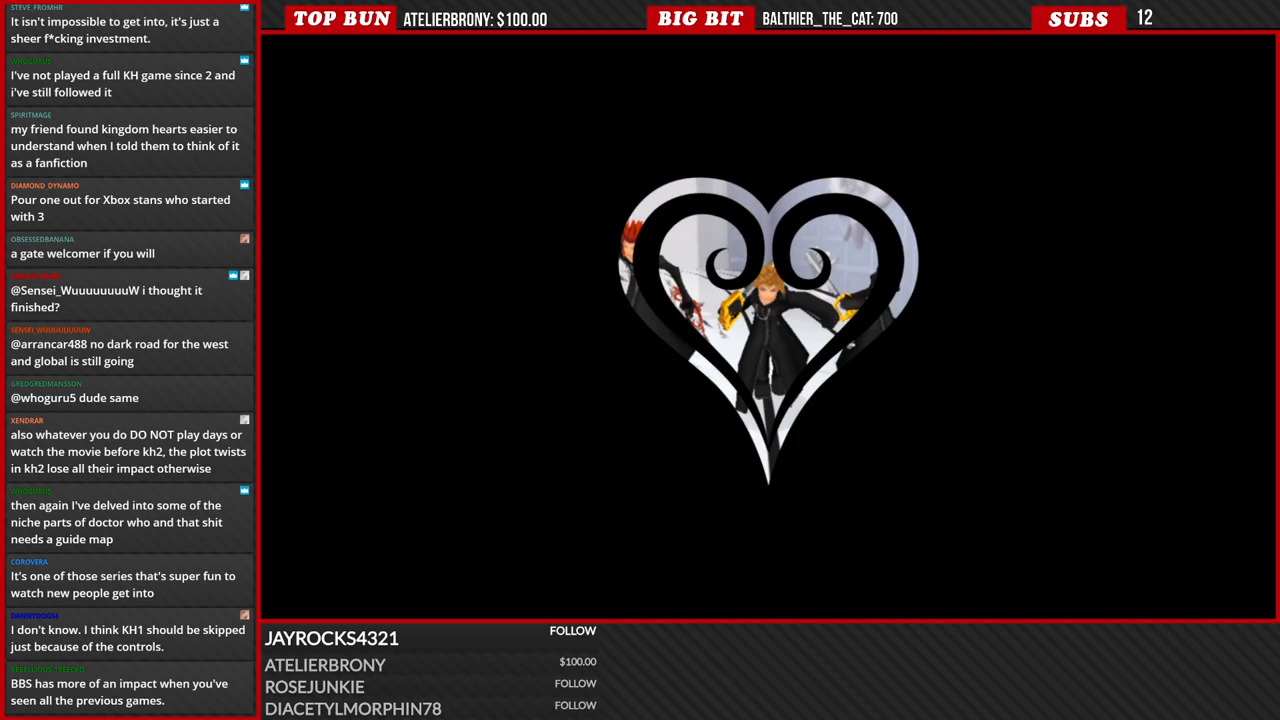 TOP BUN
ATELIERBRONY: $100.00
BIG BIT
BALTHIER_THE_CAT: 700
SUBS
12
STEVE_FROMHR
It isn't impossible to get into, it's just a
sheer f*cking investment.
WHOGURU5
I've not played a full KH game since 2 and
i've still followed it
SPIRITMAGE
my friend found kingdom hearts easier to
understand when I told them to think of it
as a fanfiction
DIAMOND_DYNAMO
Pour one out for Xbox stans who started
with 3
OBSESSEDBANANA
a gate welcomer if you will
@Sensei_WuuuuuuuuW i thought it
finished?
SENSEI_WUUUUUUUUW
@arrancar488 no dark road for the west
and global is still going
GREDGREDMANSSON
@whoguru5 dude same
XENDRAR
also whatever you do DO NOT play days or
watch the movie before kh2, the plot twists
in kh2 lose all their impact otherwise
WHOGURU5
then again I've delved into some of the
niche parts of doctor who and that shit
needs a guide map
COROVERA
It's one of those series that's super fun to
watch new people get into
I don't know. I think KH1 should be skipped
just because of the controls.
REBELLIOUS_TREECKO
BBS has more of an impact when you've
seen all the previous games.
JAYROCKS4321 FOLLOW
ATELIERBRONY $100.00
ROSEJUNKIE FOLLOW
DIACETYLMORPHIN78 FOLLOW